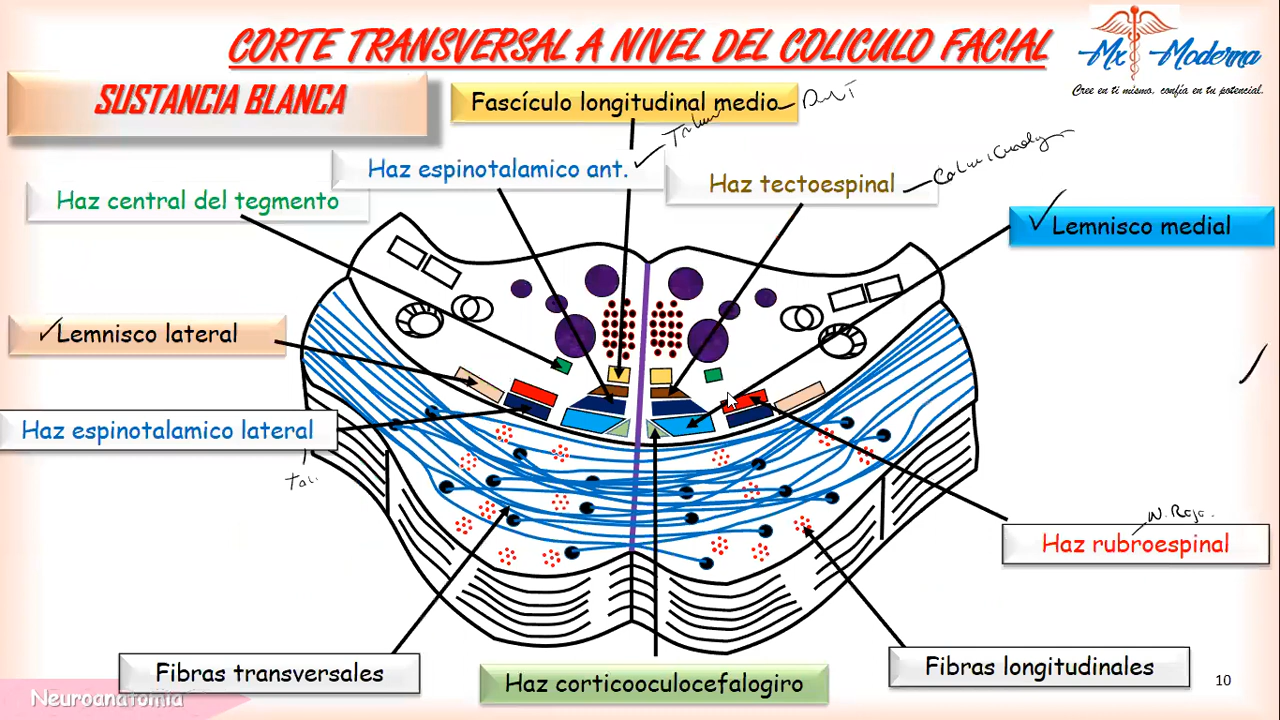 CORTE TRANSVERSAL A NIVEL DEL COLICULO FACIAL
Mx Moderna
Cree en ti mismo, confía en tu potencial.
SUSTANCIA BLANCA
Fascículo longitudinal medio
Haz espinotalamico ant.
Haz tectoespinal
Haz central del tegmento
Lemnisco medial
Lemnisco lateral
Haz espinotalamico lateral
N. Rojo.
Haz rubroespinal
Fibras transversales
Haz corticooculocefalogiro
Fibras longitudinales
Neuroanatomía
10